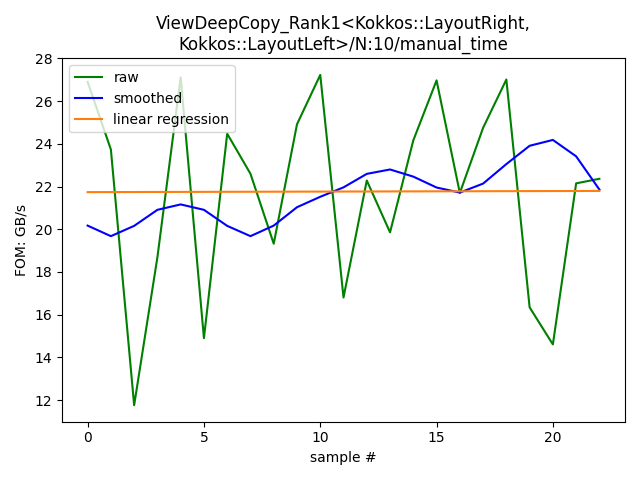 ViewDeepCopy_Rank1<Kokkos::LayoutRight,
Kokkos::LayoutLeft>/N:10/manual_time
raw
smoothed
linear regression
FOM: GB/s
28
26
24
22
20
18
16
14
12
0
5
10
15
20
sample #